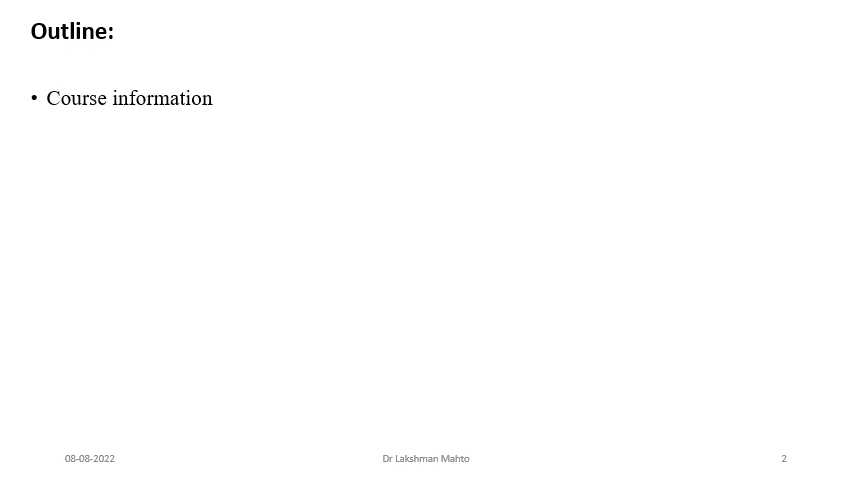 Outline:
• Course information
08-08-2022
Dr Lakshman Mahto
2